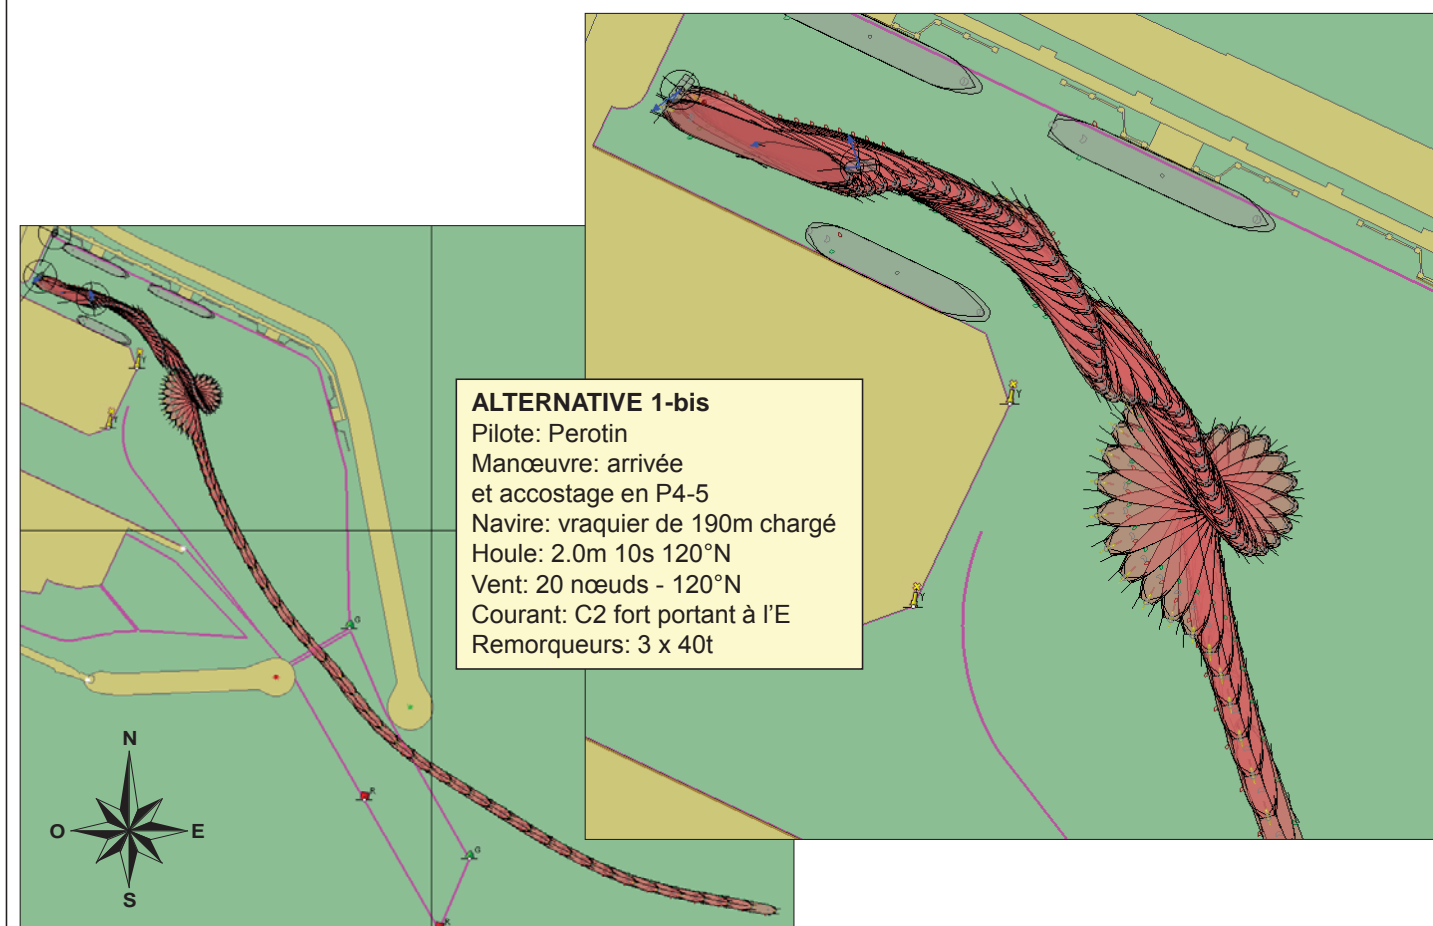 ALTERNATIVE 1-bis
Pilote: Perotin
Manœuvre: arrivée
et accostage en P4-5
Navire: vraquier de 190m chargé
Houle: 2.0m 10s 120°N
Vent: 20 nœuds - 120°N
Courant: C2 fort portant à l'E
Remorqueurs: 3 x 40t
Y
Y
Y
Y
G
R
G
N
O
E
S